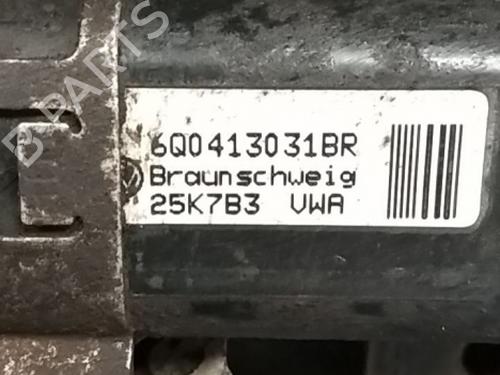 B PARTS
6Q0413031BR
Braunschweig
25K7B3 VWA